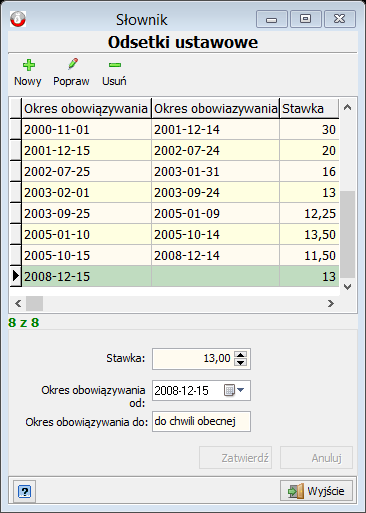 Słownik
Odsetki ustawowe
Nowy Popraw Usuń
Okres obowiązywania Okres obowiazywania Stawka
2000-11-01 2001-12-14 30
2001-12-15 2002-07-24 20
2002-07-25 2003-01-31 16
2003-02-01 2003-09-24 13
2003-09-25 2005-01-09 12,25
2005-01-10 2005-10-14 13,50
2005-10-15 2008-12-14 11,50
2008-12-15 13
8 z 8
Stawka: 13,00
Okres obowiązywania
od: 2008-12-15
Okres obowiązywania do: do chwili obecnej
Zatwierdź Anuluj
? Wyjście